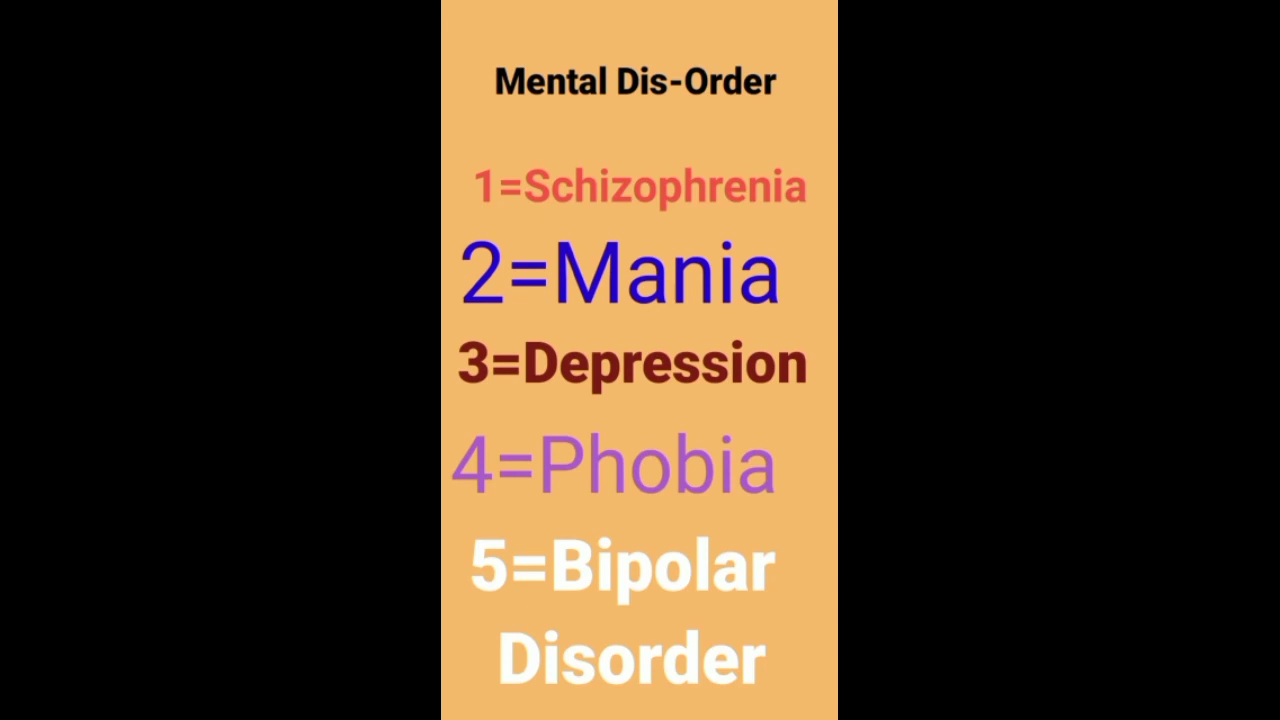 Mental Dis-Order
1=Schizophrenia
2=Mania
3=Depression
4=Phobia
5=Bipolar
Disorder